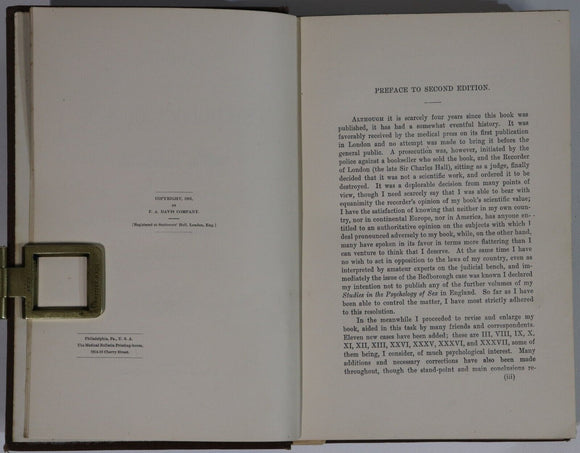 COPYRIGHT, 1901,
BY
F. A. DAVIS COMPANY.
[Registered at Stationers' Hall, London, Eng.]
Philadelphia, Pa., U. S. A.
The Medical Bulletin Printing-house,
1914-16 Cherry Street.
PREFACE TO SECOND EDITION.
ALTHOUGH it is scarcely four years since this book was
published, it has had a somewhat eventful history. It was
favorably received by the medical press on its first publication
in London and no attempt was made to bring it before the
general public. A prosecution was, however, initiated by the
police against a bookseller who sold the book, and the Recorder
of London (the late Sir Charles Hall), sitting as a judge, finally
decided that it was not a scientific work, and ordered it to be
destroyed. It was a deplorable decision from many points of
view, though I need scarcely say that I was able to bear with
equanimity the recorder's opinion of my book's scientific value;
I have the satisfaction of knowing that neither in my own coun-
try, nor in continental Europe, nor in America, has anyone en-
titled to an authoritative opinion on the subjects with which I
deal pronounced adversely to my book, while, on the other hand,
many have spoken in its favor in terms more flattering than I
can venture to think that I deserve. At the same time I have
no wish to act in opposition to the laws of my country, even as
interpreted by amateur experts on the judicial bench, and im-
mediately the issue of the Bedborough case was known I declared
my intention not to publish any of the further volumes of my
Studies in the Psychology of Sex in England. So far as I have
been able to control the matter, I have most strictly adhered
to this resolution.
In the meanwhile I proceeded to revise and enlarge my
book, aided in this task by many friends and correspondents.
Eleven new cases have been added; these are III, VIII, IX, X,
XI, XII, XIII, XXXVI, XXXV, XXXVI, and XXXVII, some of
them being, I consider, of much psychological interest. Many
additions and necessary corrections have also been made
throughout, though the stand-point and main conclusions re-
(iii)